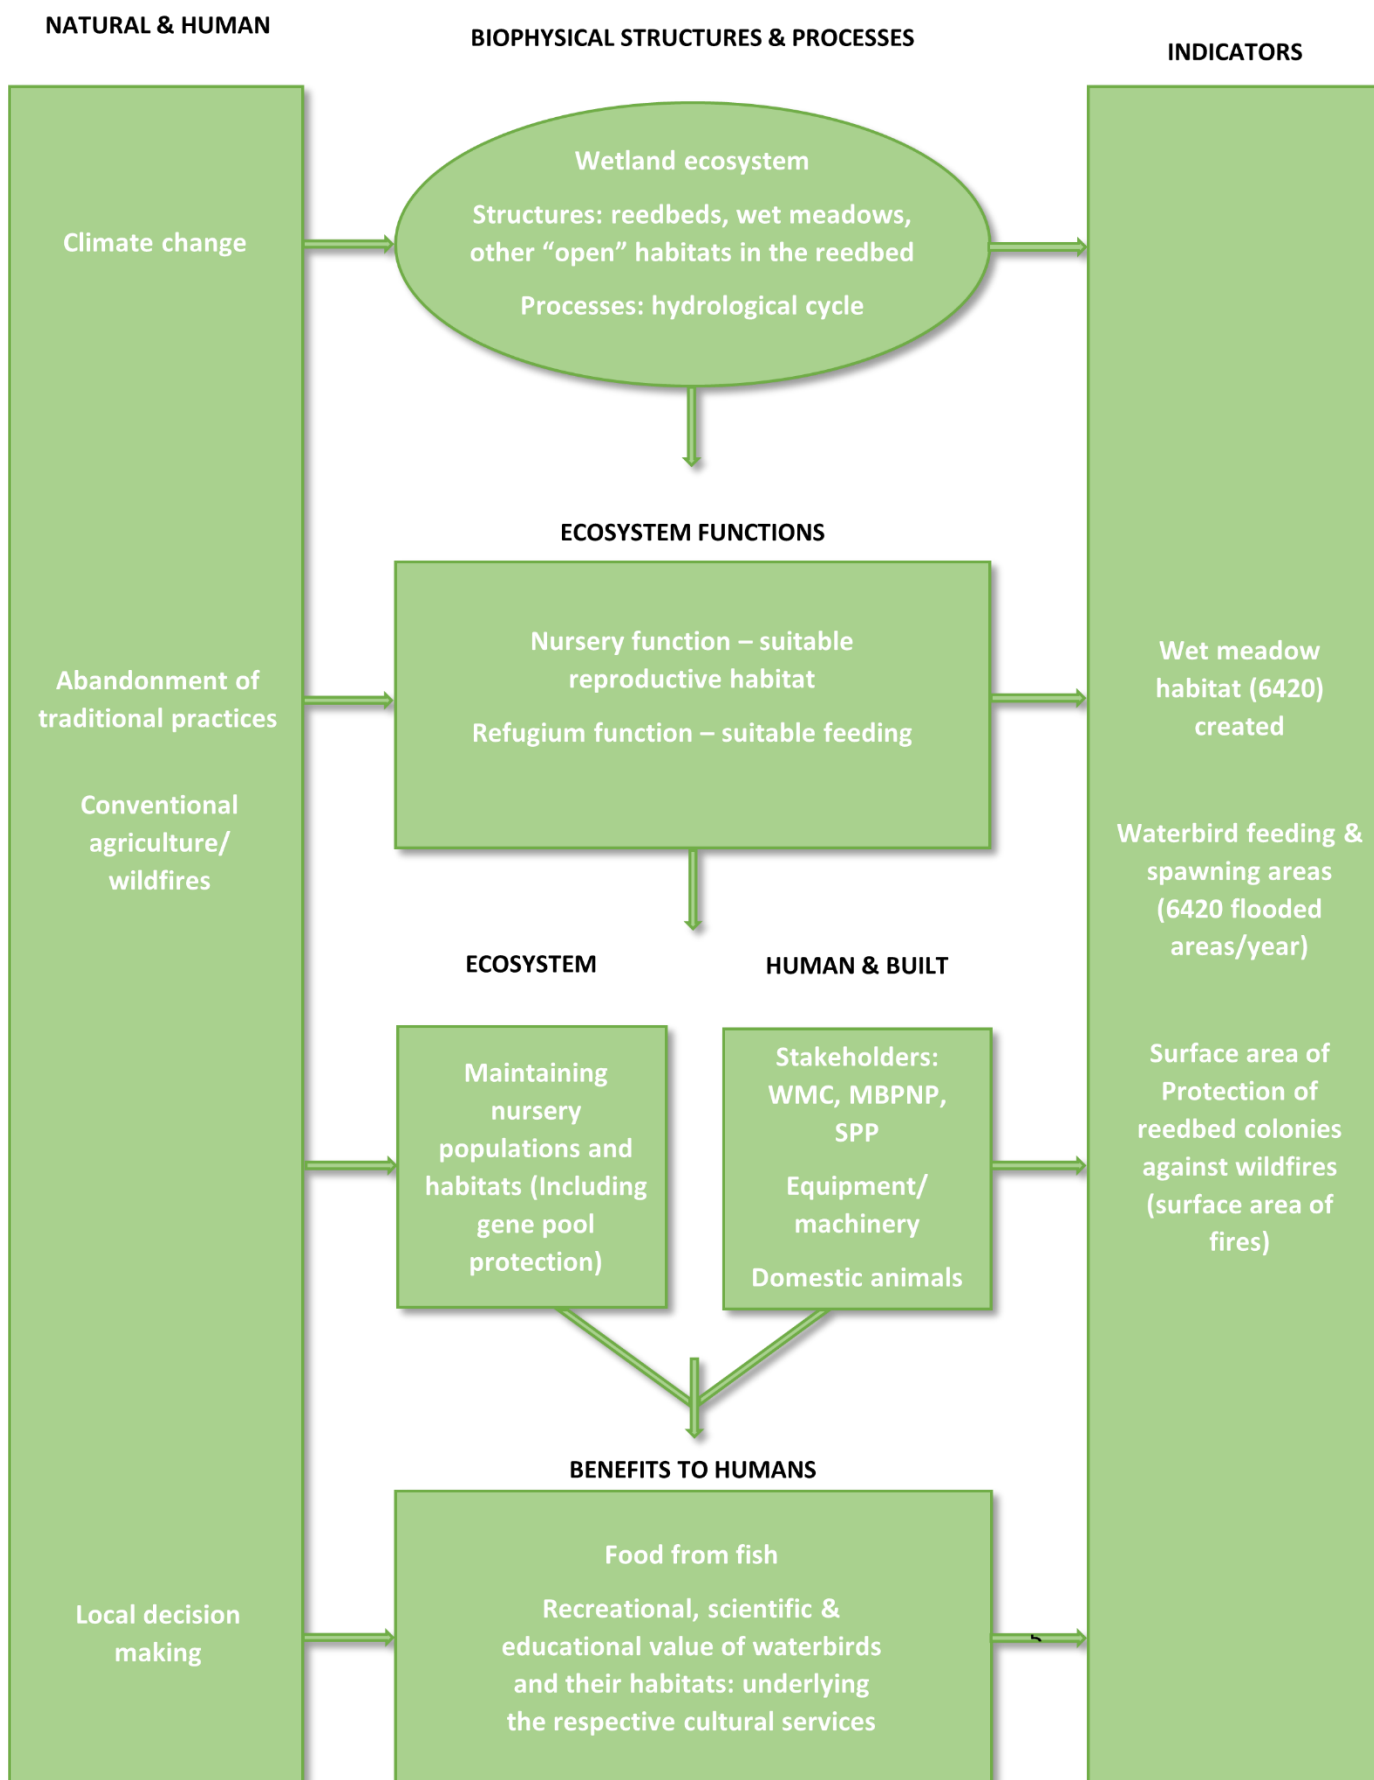 NATURAL & HUMAN
BIOPHYSICAL STRUCTURES & PROCESSES
INDICATORS
Climate change
Abandonment of
traditional practices
Conventional
agriculture/
wildfires
Local decision
making
Wetland ecosystem
Structures: reedbeds, wet meadows,
other “open” habitats in the reedbed
Processes: hydrological cycle
ECOSYSTEM FUNCTIONS
Nursery function – suitable
reproductive habitat
Refugium function – suitable feeding
ECOSYSTEM
HUMAN & BUILT
Maintaining
nursery
populations and
habitats (Including
gene pool
protection)
Stakeholders:
WMC, MBPNP,
SPP
Equipment/
machinery
Domestic animals
BENEFITS TO HUMANS
Food from fish
Recreational, scientific &
educational value of waterbirds
and their habitats: underlying
the respective cultural services
Wet meadow
habitat (6420)
created
Waterbird feeding &
spawning areas
(6420 flooded
areas/year)
Surface area of
Protection of
reedbed colonies
against wildfires
(surface area of
fires)